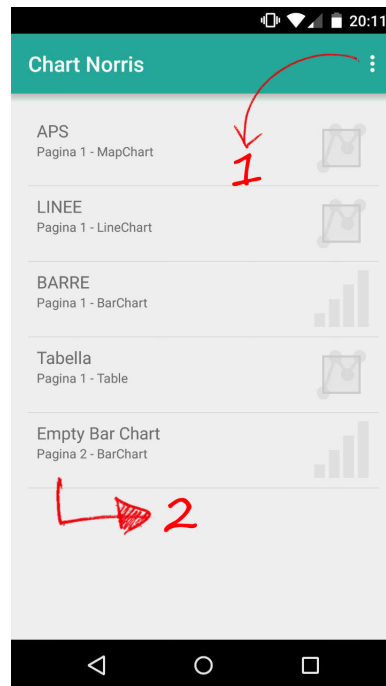 20:11
Chart Norris
APS
Pagina 1 - MapChart
1
LINEE
Pagina 1 - LineChart
BARRE
Pagina 1 - BarChart
Tabella
Pagina 1 - Table
Empty Bar Chart
Pagina 2 - BarChart
2